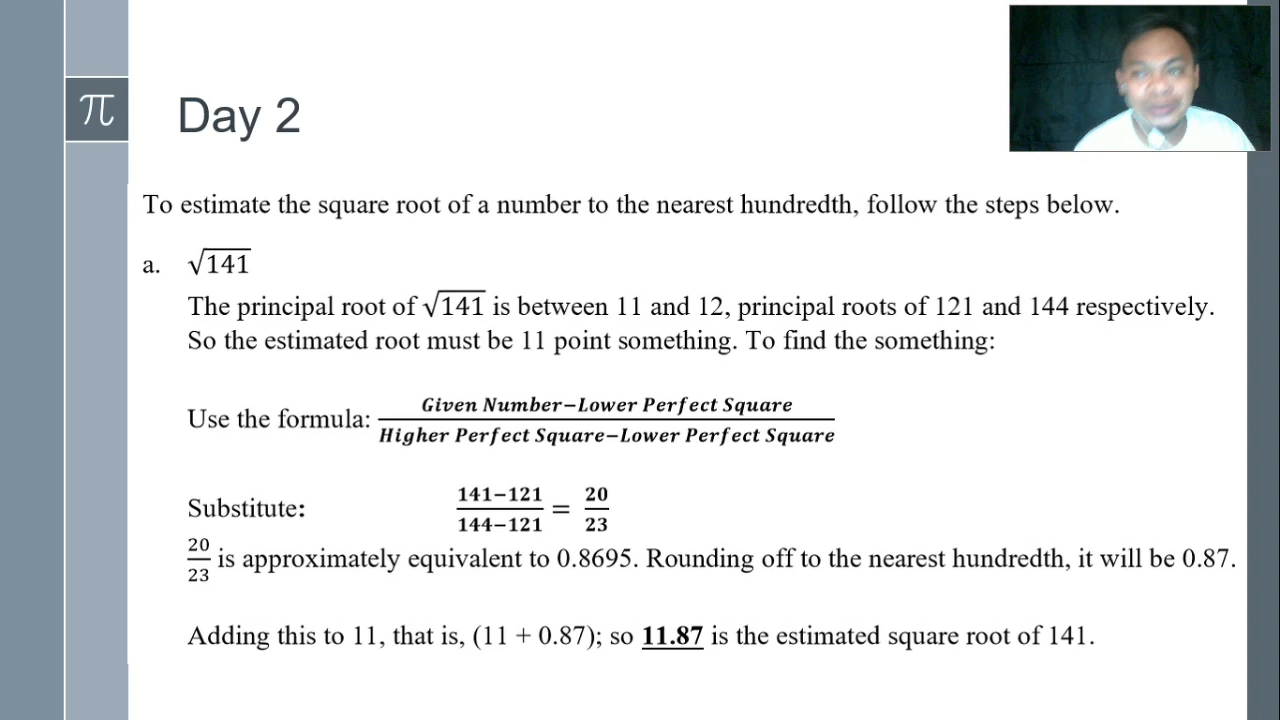 π
Day 2
To estimate the square root of a number to the nearest hundredth, follow the steps below.
a. √141
The principal root of √141 is between 11 and 12, principal roots of 121 and 144 respectively.
So the estimated root must be 11 point something. To find the something:
Use the formula: Given Number−Lower Perfect Square / Higher Perfect Square−Lower Perfect Square
Substitute: 141−121 / 144−121 = 20 / 23
20/23 is approximately equivalent to 0.8695. Rounding off to the nearest hundredth, it will be 0.87.
Adding this to 11, that is, (11 + 0.87); so 11.87 is the estimated square root of 141.